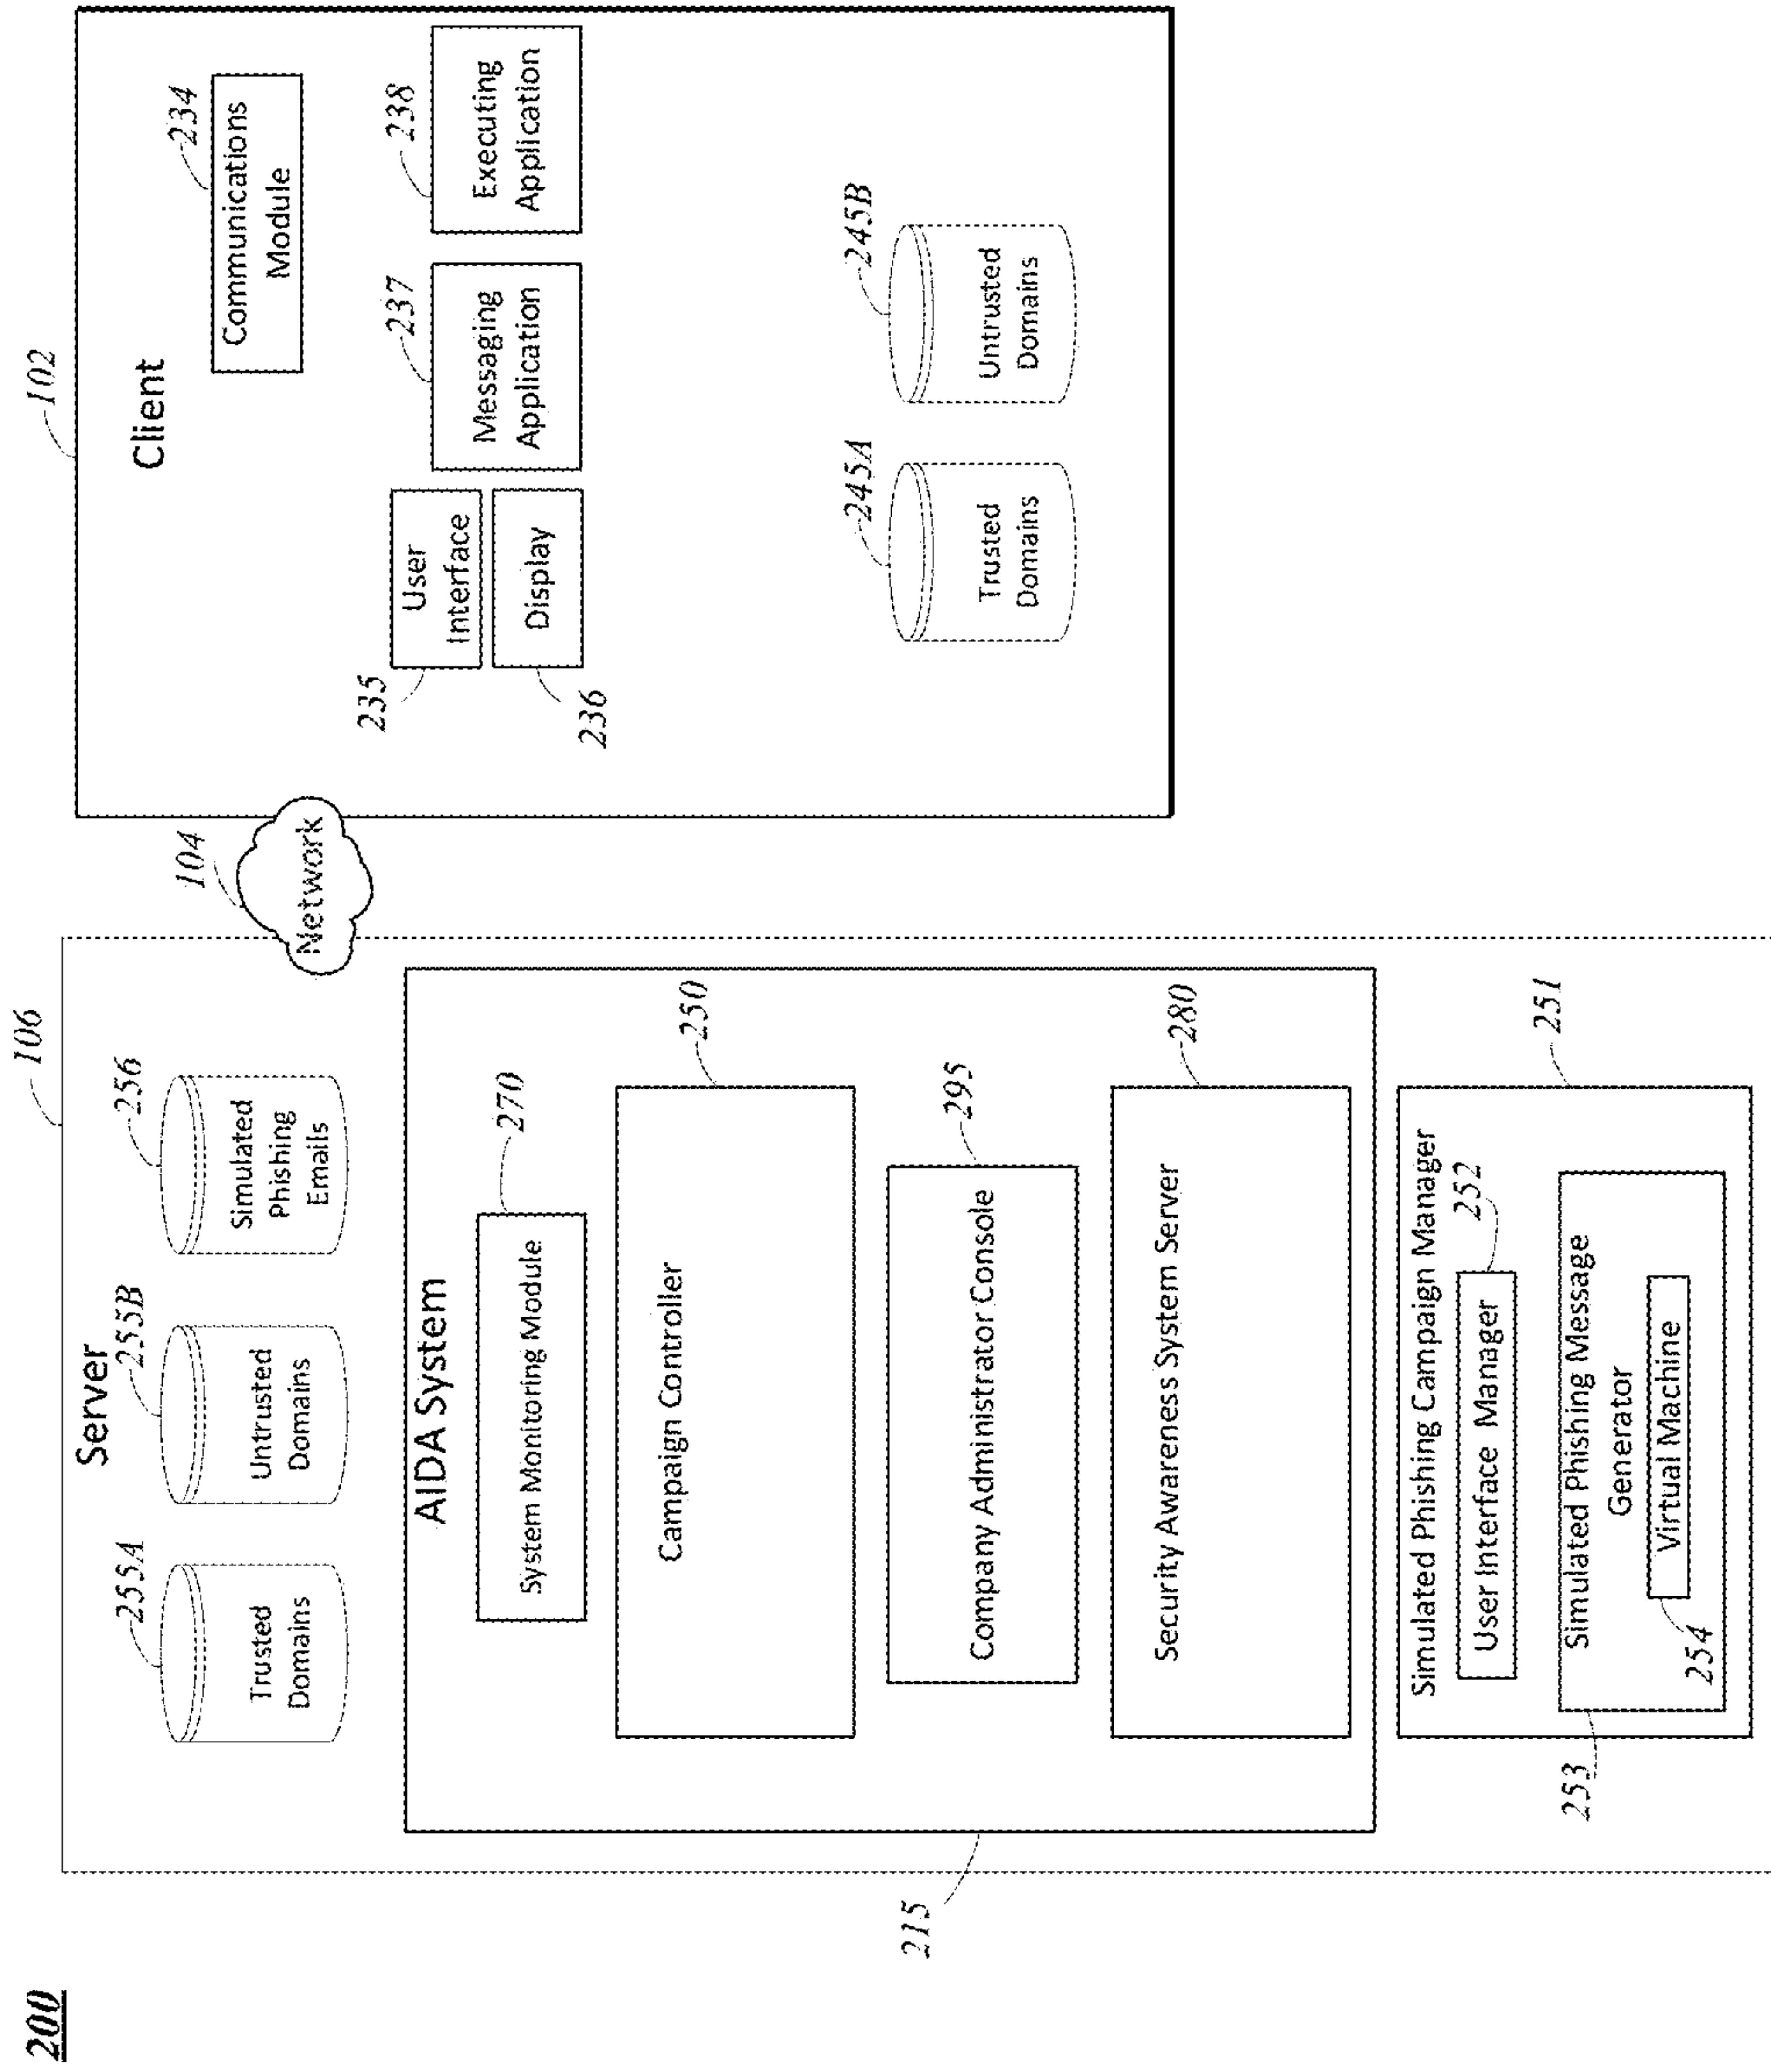 200
106
Server
255A
Trusted
Domains
255B
Untrusted
Domains
256
Simulated
Phishing
Emails
215
AIDA System
270
System Monitoring Module
250
Campaign Controller
295
Company Administrator Console
280
Security Awareness System Server
251
Simulated Phishing Campaign Manager
252
User Interface Manager
253
Simulated Phishing Message
Generator
254
Virtual Machine
104
Network
102
Client
234
Communications
Module
235
User
Interface
236
Display
237
Messaging
Application
238
Executing
Application
245A
Trusted
Domains
245B
Untrusted
Domains